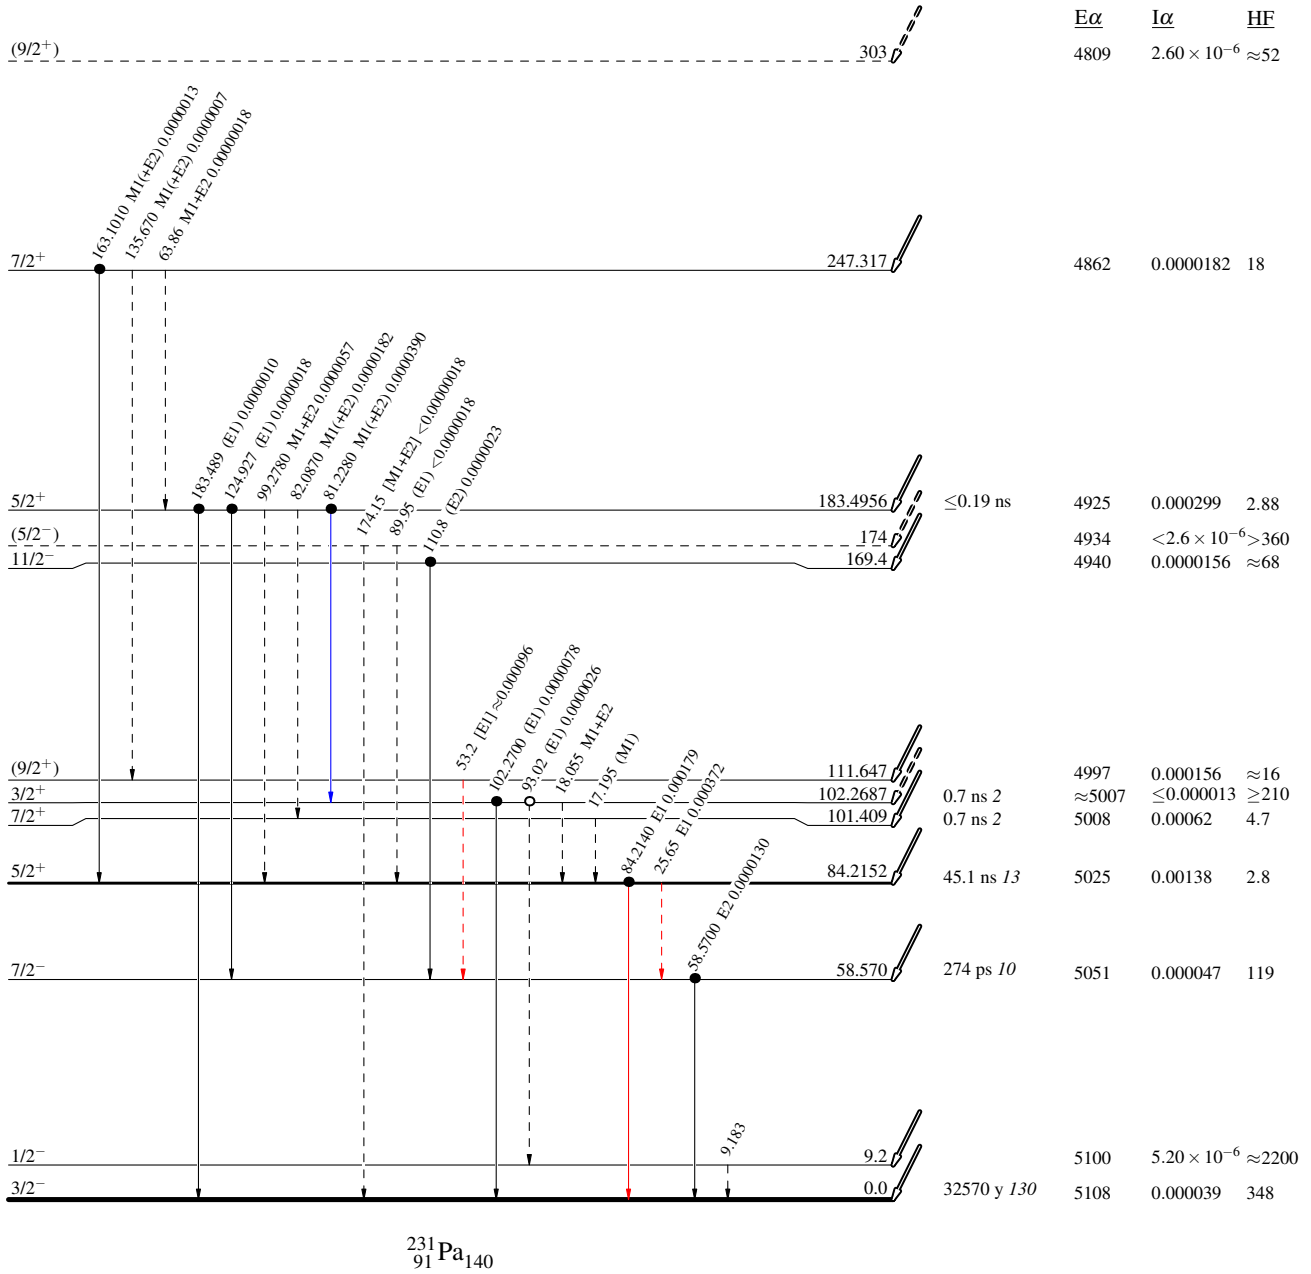 Eα Iα HF
(9/2⁺) 303 4809 2.60 × 10⁻⁶ ≈52
163.1010 M1(+E2) 0.0000013
135.670 M1(+E2) 0.0000007
63.86 M1+E2 0.00000018
7/2⁺ 247.317 4862 0.0000182 18
183.489 (E1) 0.0000010
124.927 (E1) 0.0000018
99.2780 M1+E2 0.0000057
82.0870 M1(+E2) 0.0000182
81.2280 M1(+E2) 0.0000390
174.15 [M1+E2] <0.00000018
89.95 (E1) <0.0000018
110.8 (E2) 0.0000023
5/2⁺ 183.4956 ≤0.19 ns 4925 0.000299 2.88
(5/2⁻) 174 4934 <2.6 × 10⁻⁶ >360
11/2⁻ 169.4 4940 0.0000156 ≈68
53.2 [E1] ≈0.000096
102.2700 (E1) 0.0000078
93.02 (E1) 0.0000026
18.055 M1+E2
17.195 (M1)
(9/2⁺) 111.647 4997 0.000156 ≈16
3/2⁺ 102.2687 0.7 ns 2 ≈5007 ≤0.000013 ≥210
7/2⁺ 101.409 0.7 ns 2 5008 0.00062 4.7
84.2140 E1 0.000179
25.65 E1 0.000372
58.5700 E2 0.0000130
5/2⁺ 84.2152 45.1 ns 13 5025 0.00138 2.8
7/2⁻ 58.570 274 ps 10 5051 0.000047 119
9.183
1/2⁻ 9.2 5100 5.20 × 10⁻⁶ ≈2200
3/2⁻ 0.0 32570 y 130 5108 0.000039 348
²³¹₉₁Pa₁₄₀